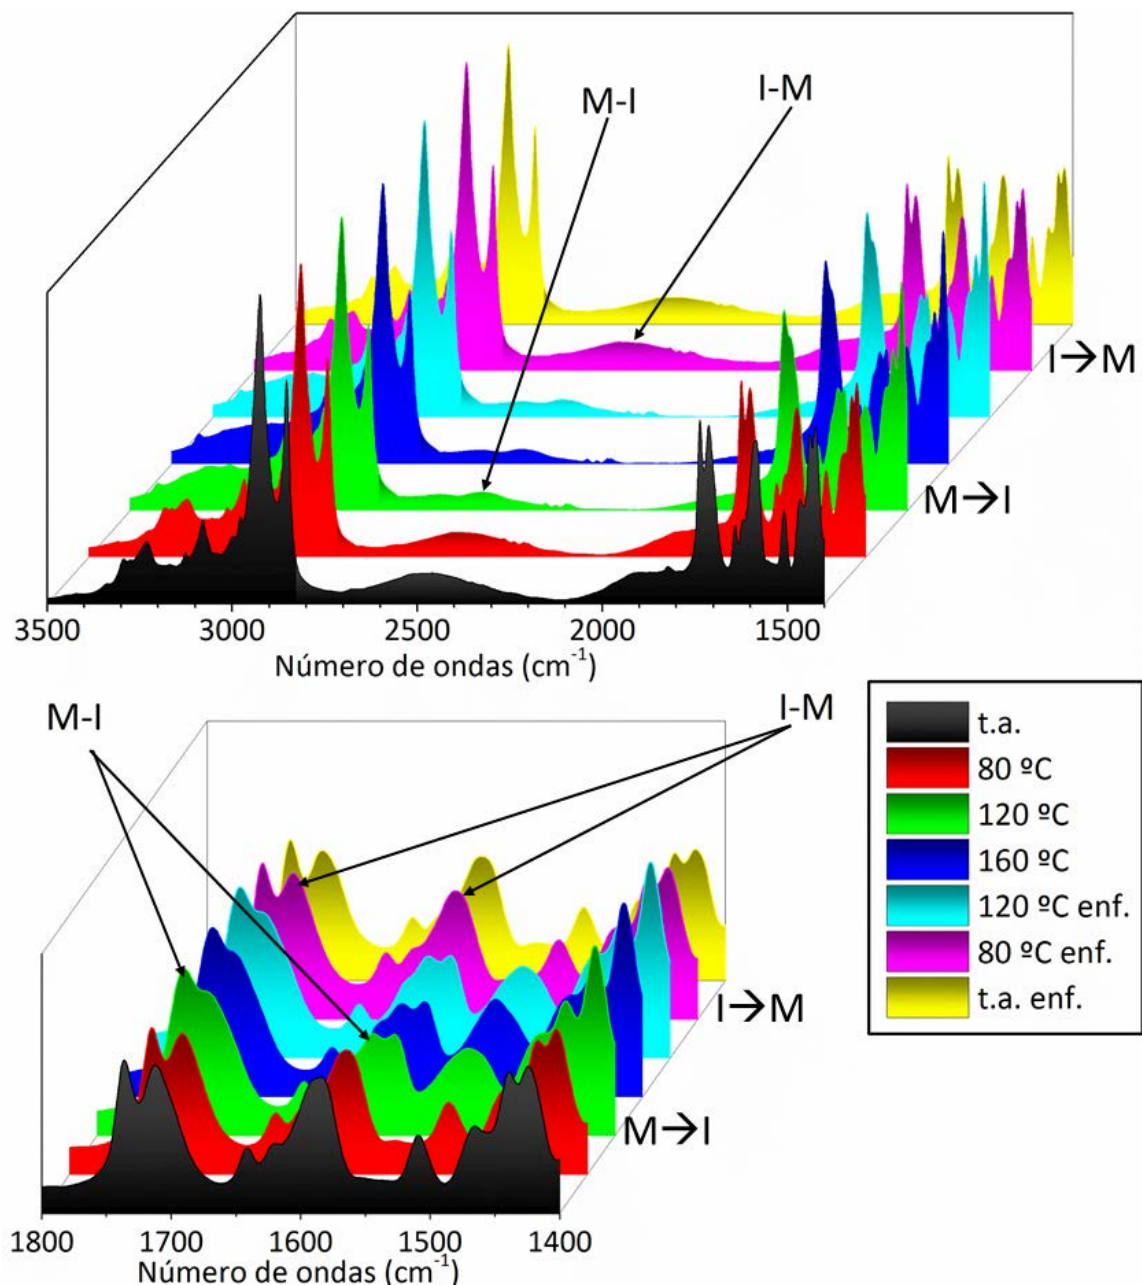 M-I
I-M
I→M
M→I
3500 3000 2500 2000 1500
Número de ondas (cm⁻¹)
M-I
I-M
t.a.
80 ºC
120 ºC
160 ºC
120 ºC enf.
80 ºC enf.
t.a. enf.
I→M
M→I
1800 1700 1600 1500 1400
Número de ondas (cm⁻¹)